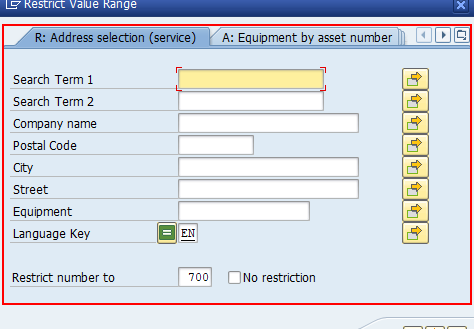 Restrict Value Range
R: Address selection (service) A: Equipment by asset number
Search Term 1
Search Term 2
Company name
Postal Code
City
Street
Equipment
Language Key = EN
Restrict number to 700 No restriction